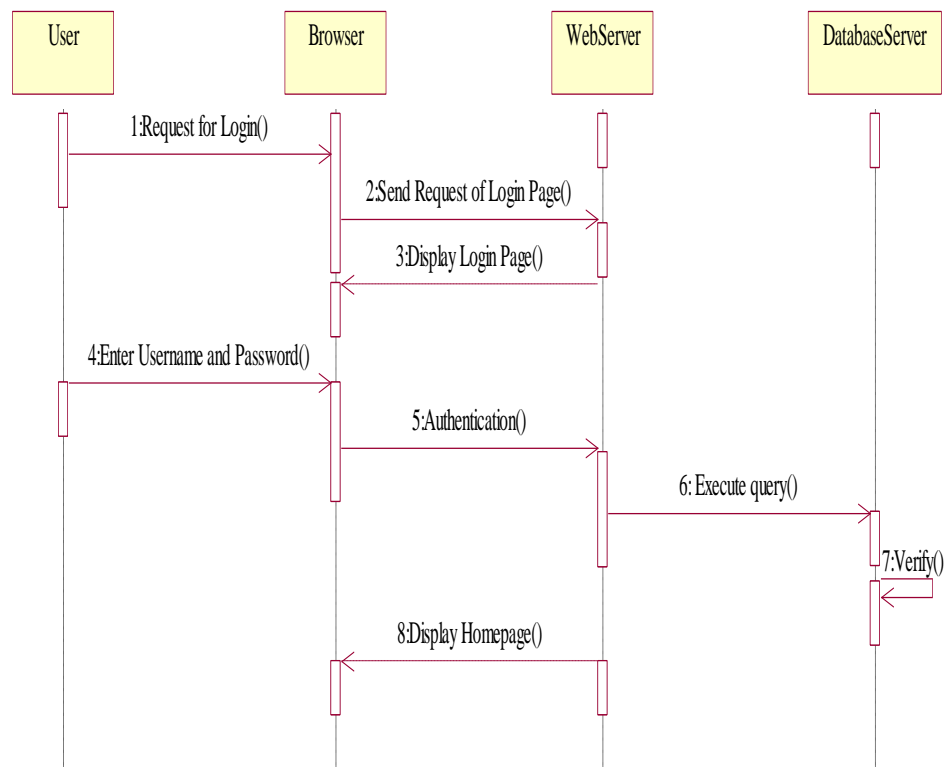 User
Browser
WebServer
DatabaseServer
1:Request for Login()
2:Send Request of Login Page()
3:Display Login Page()
4:Enter Username and Password()
5:Authentication()
6: Execute query()
7:Verify()
8:Display Homepage()